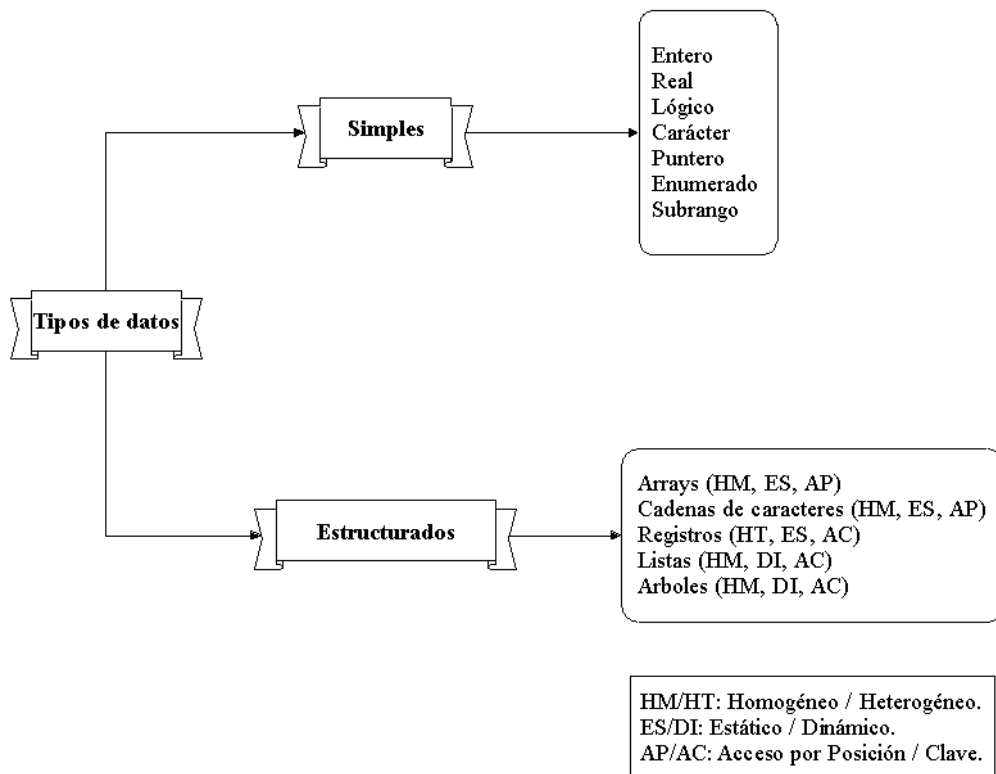 Simples
Entero
Real
Lógico
Carácter
Puntero
Enumerado
Subrango
Tipos de datos
Estructurados
Arrays (HM, ES, AP)
Cadenas de caracteres (HM, ES, AP)
Registros (HT, ES, AC)
Listas (HM, DI, AC)
Arboles (HM, DI, AC)
HM/HT: Homogéneo / Heterogéneo.
ES/DI: Estático / Dinámico.
AP/AC: Acceso por Posición / Clave.